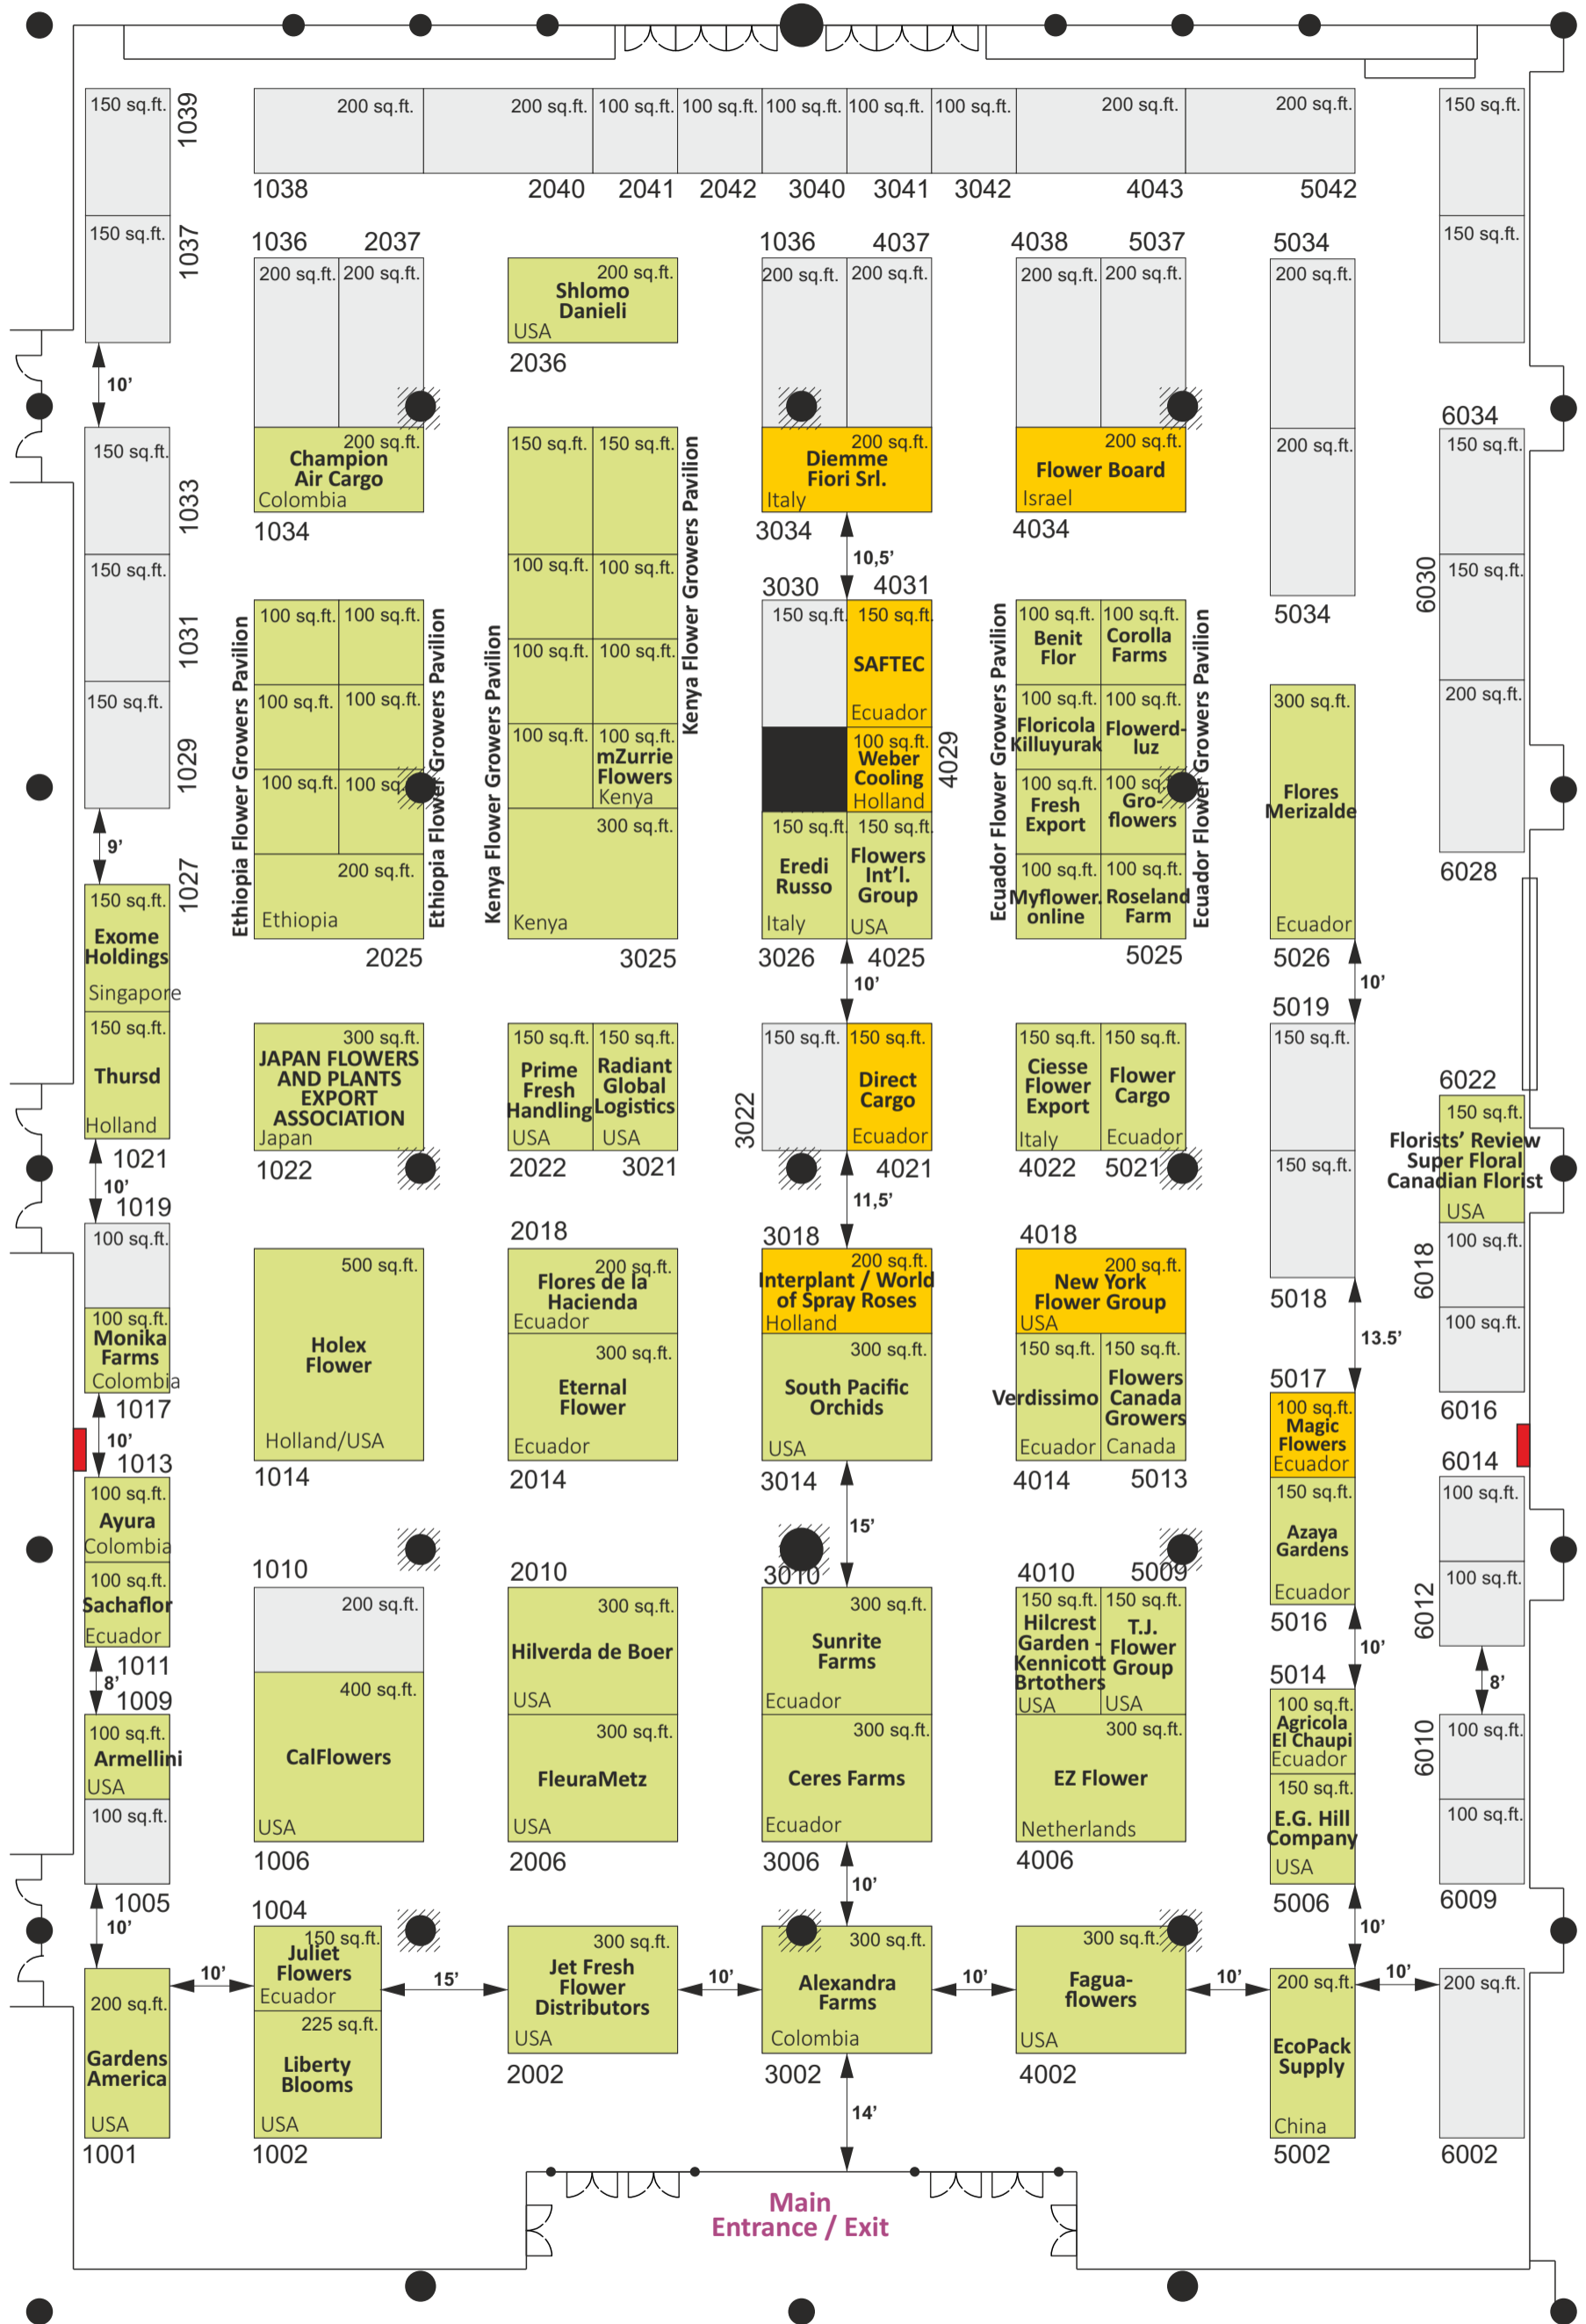 150 sq.ft.
1039
200 sq.ft.
200 sq.ft.
100 sq.ft.
100 sq.ft.
100 sq.ft.
100 sq.ft.
100 sq.ft.
200 sq.ft.
200 sq.ft.
150 sq.ft.
1038
2040
2041
2042
3040
3041
3042
4043
5042
150 sq.ft.
1037
150 sq.ft.
1036
2037
1036
4037
4038
5037
5034
200 sq.ft.
200 sq.ft.
200 sq.ft.
Shlomo
Danieli
USA
2036
200 sq.ft.
200 sq.ft.
200 sq.ft.
200 sq.ft.
200 sq.ft.
10’
6034
150 sq.ft.
1033
200 sq.ft.
Champion
Air Cargo
Colombia
1034
150 sq.ft.
150 sq.ft.
Kenya Flower Growers Pavilion
200 sq.ft.
Diemme
Fiori Srl.
Italy
3034
200 sq.ft.
Flower Board
Israel
4034
200 sq.ft.
150 sq.ft.
10,5’
150 sq.ft.
1031
100 sq.ft.
100 sq.ft.
3030
4031
5034
6030
150 sq.ft.
Ethiopia Flower Growers Pavilion
100 sq.ft.
100 sq.ft.
Ethiopia Flower Growers Pavilion
Kenya Flower Growers Pavilion
100 sq.ft.
100 sq.ft.
150 sq.ft.
150 sq.ft.
SAFTEC
Ecuador
Ecuador Flower Growers Pavilion
100 sq.ft.
Benit
Flor
100 sq.ft.
Corolla
Farms
Ecuador Flower Growers Pavilion
150 sq.ft.
1029
100 sq.ft.
100 sq.ft.
100 sq.ft.
100 sq.ft.
mZurrie
Flowers
Kenya
100 sq.ft.
Weber
Cooling
Holland
4029
100 sq.ft.
Floricola
Killuyurak
100 sq.ft.
Flowerd-
luz
300 sq.ft.
Flores
Merizalde
Ecuador
5026
200 sq.ft.
6028
100 sq.ft.
100 sq
100 sq.ft.
Fresh
Export
100 sq.
Gro-
flowers
9’
1027
200 sq.ft.
Ethiopia
2025
300 sq.ft.
Kenya
3025
150 sq.ft.
Eredi
Russo
Italy
3026
150 sq.ft.
Flowers
Int’l.
Group
USA
4025
100 sq.ft.
Myflower.
online
100 sq.ft.
Roseland
Farm
5025
150 sq.ft.
Exome
Holdings
Singapore
10’
10’
5019
150 sq.ft.
Thursd
Holland
1021
300 sq.ft.
JAPAN FLOWERS
AND PLANTS
EXPORT
ASSOCIATION
Japan
1022
150 sq.ft.
Prime
Fresh
Handling
USA
2022
150 sq.ft.
Radiant
Global
Logistics
USA
3021
150 sq.ft.
3022
150 sq.ft.
Direct
Cargo
Ecuador
4021
150 sq.ft.
Ciesse
Flower
Export
Italy
4022
150 sq.ft.
Flower
Cargo
Ecuador
5021
150 sq.ft.
150 sq.ft.
5018
6022
150 sq.ft.
Florists’ Review
Super Floral
Canadian Florist
USA
10’
1019
11,5’
100 sq.ft.
500 sq.ft.
Holex
Flower
Holland/USA
1014
2018
200 sq.ft.
Flores de la
Hacienda
Ecuador
3018
200 sq.ft.
Interplant / World
of Spray Roses
Holland
4018
200 sq.ft.
New York
Flower Group
USA
6018
100 sq.ft.
100 sq.ft.
6016
13.5’
100 sq.ft.
Monika
Farms
Colombia
1017
300 sq.ft.
Eternal
Flower
Ecuador
2014
300 sq.ft.
South Pacific
Orchids
USA
3014
150 sq.ft.
Verdissimo
Ecuador
4014
150 sq.ft.
Flowers
Canada
Growers
Canada
5013
5017
100 sq.ft.
Magic
Flowers
Ecuador
10’
1013
6014
100 sq.ft.
Ayura
Colombia
15’
150 sq.ft.
Azaya
Gardens
Ecuador
5016
100 sq.ft.
100 sq.ft.
Sachaflor
Ecuador
1011
1010
200 sq.ft.
2010
300 sq.ft.
Hilverda de Boer
USA
3010
300 sq.ft.
Sunrite
Farms
Ecuador
4010
150 sq.ft.
Hilcrest
Garden -
Kennicott
Brtothers
USA
5009
150 sq.ft.
T.J.
Flower
Group
USA
100 sq.ft.
6012
8’
1009
10’
8’
100 sq.ft.
Armellini
USA
400 sq.ft.
CalFlowers
USA
1006
300 sq.ft.
FleuraMetz
USA
2006
300 sq.ft.
Ceres Farms
Ecuador
3006
300 sq.ft.
EZ Flower
Netherlands
4006
5014
100 sq.ft.
Agricola
El Chaupi
Ecuador
6010
100 sq.ft.
100 sq.ft.
1005
150 sq.ft.
E.G. Hill
Company
USA
5006
100 sq.ft.
6009
10’
10’
10’
1004
150 sq.ft.
Juliet
Flowers
Ecuador
300 sq.ft.
Jet Fresh
Flower
Distributors
USA
2002
300 sq.ft.
Alexandra
Farms
Colombia
3002
300 sq.ft.
Fagua-
flowers
USA
4002
10’
15’
10’
10’
10’
10’
200 sq.ft.
Gardens
America
USA
1001
225 sq.ft.
Liberty
Blooms
USA
1002
200 sq.ft.
EcoPack
Supply
China
5002
200 sq.ft.
6002
14’
Main
Entrance / Exit